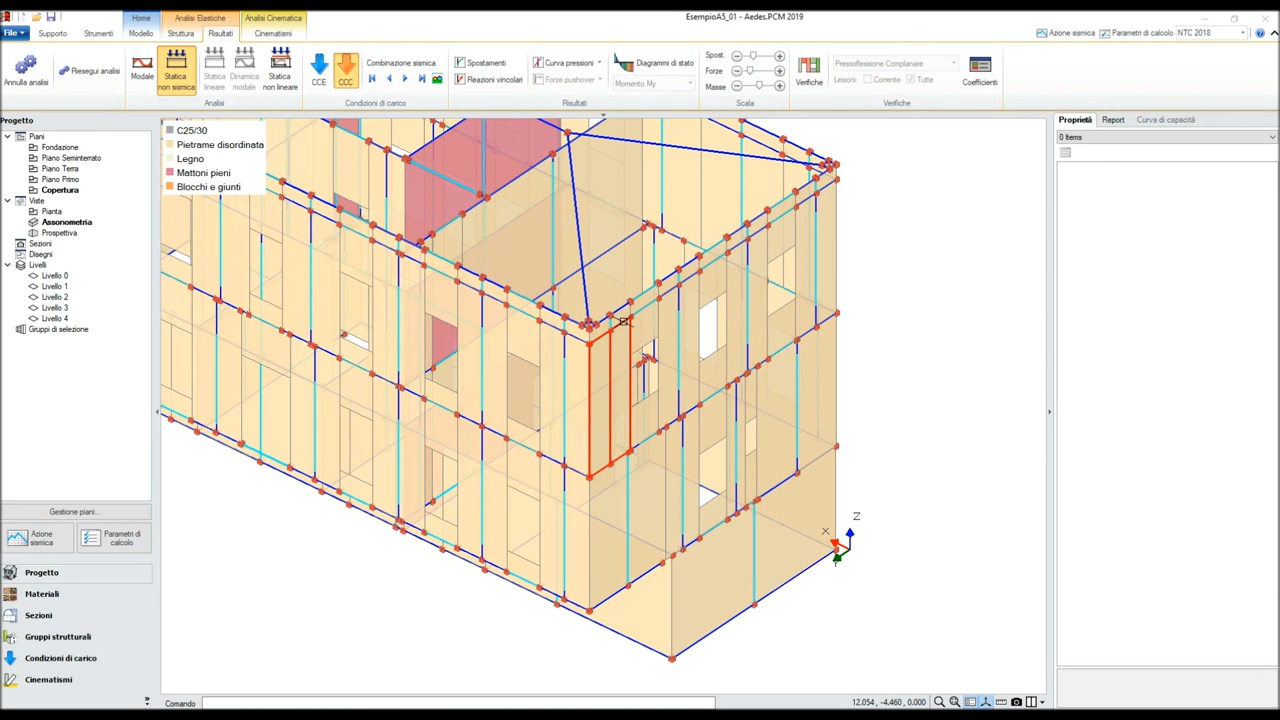 EsempioA5_01 - Aedes.PCM 2019
Home
Analisi Elastiche
Analisi Cinematica
File
Supporto
Strumenti
Modello
Struttura
Risultati
Cinematismi
Azione sismica
Parametri di calcolo
NTC 2018
Annulla analisi
Riesegui analisi
Modale
Statica non sismica
Statica lineare
Dinamica modale
Statica non lineare
Analisi
CCE
CCC
Combinazione sismica
Condizioni di carico
Spostamenti
Reazioni vincolari
Curva pressioni
Forze pushover
Diagrammi di stato
Momento My
Risultati
Spost.
Forze
Masse
Scala
Verifiche
Pressoflessione Complanare
Lesioni:
Corrente
Tutte
Coefficienti
Verifiche
Progetto
Piani
Fondazione
Piano Seminterrato
Piano Terra
Piano Primo
Copertura
Viste
Pianta
Assonometria
Prospettiva
Sezioni
Disegni
Livelli
Livello 0
Livello 1
Livello 2
Livello 3
Livello 4
Gruppi di selezione
Gestione piani...
Azione sismica
Parametri di calcolo
Progetto
Materiali
Sezioni
Gruppi strutturali
Condizioni di carico
Cinematismi
C25/30
Pietrame disordinata
Legno
Mattoni pieni
Blocchi e giunti
Z
X
Y
Proprietà
Report
Curva di capacità
0 Items
Comando
12.054 , -4.460 , 0.000